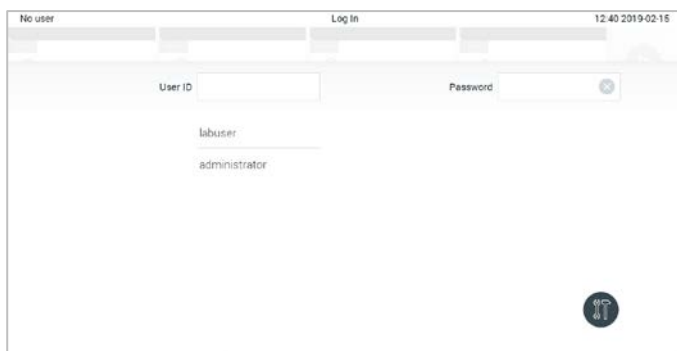 No user Log In 12:40 2019-02-15
User ID Password
labuser
administrator